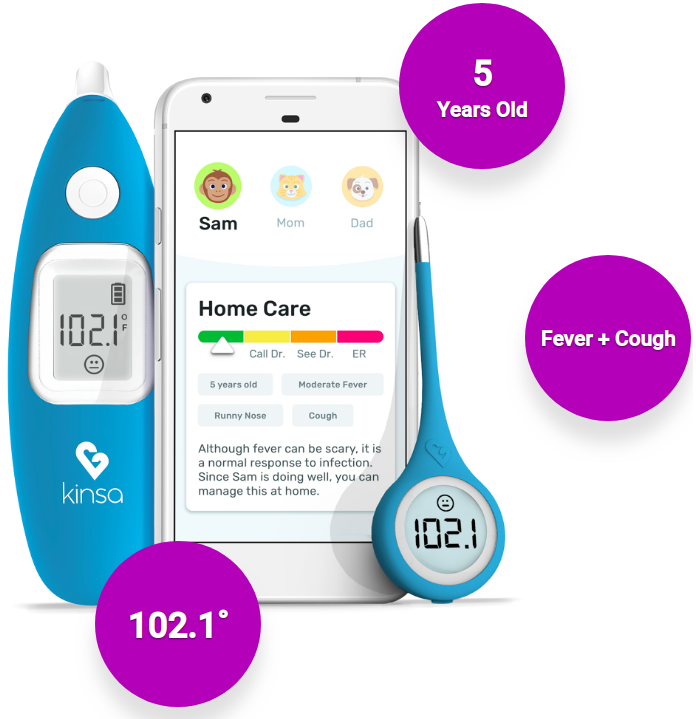 5
Years Old
Sam
Mom
Dad
102.1°F
Home Care
Call Dr.
See Dr.
ER
5 years old
Moderate Fever
Runny Nose
Cough
Although fever can be scary, it is
a normal response to infection.
Since Sam is doing well, you can
manage this at home.
Fever + Cough
kinsa
102.1
102.1°